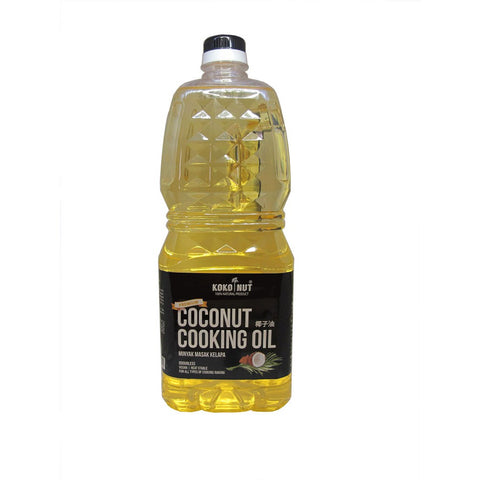 KOKO NUT
100% NATURAL PRODUCT
COCONUT
COOKING OIL 椰子油
MINYAK MASAK KELAPA
ODOURLESS
VEGAN | HEAT STABLE
FOR ALL TYPES OF COOKING BAKING